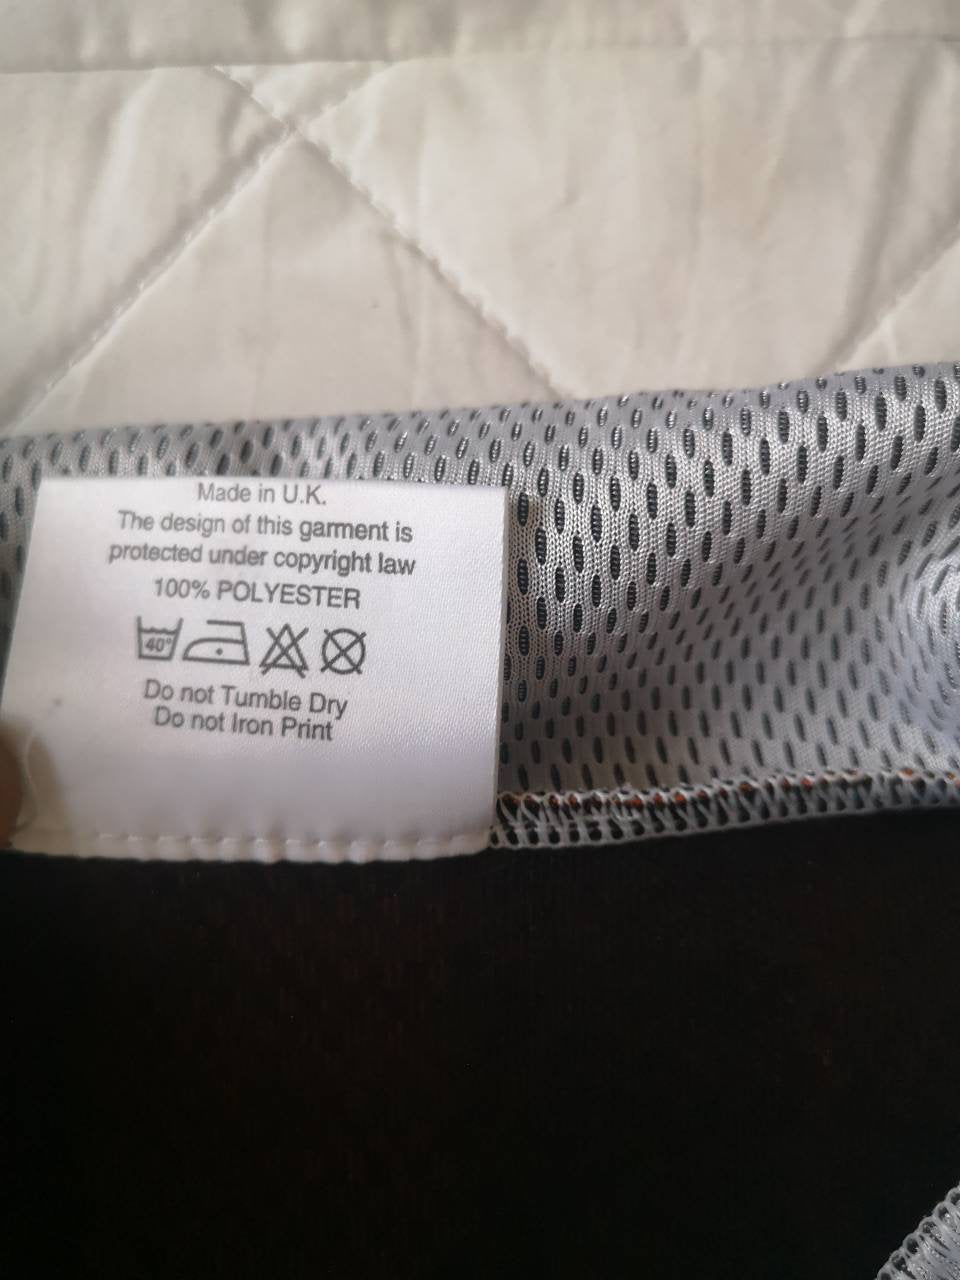 Made in U.K.
The design of this garment is
protected under copyright law
100% POLYESTER
40°
Do not Tumble Dry
Do not Iron Print